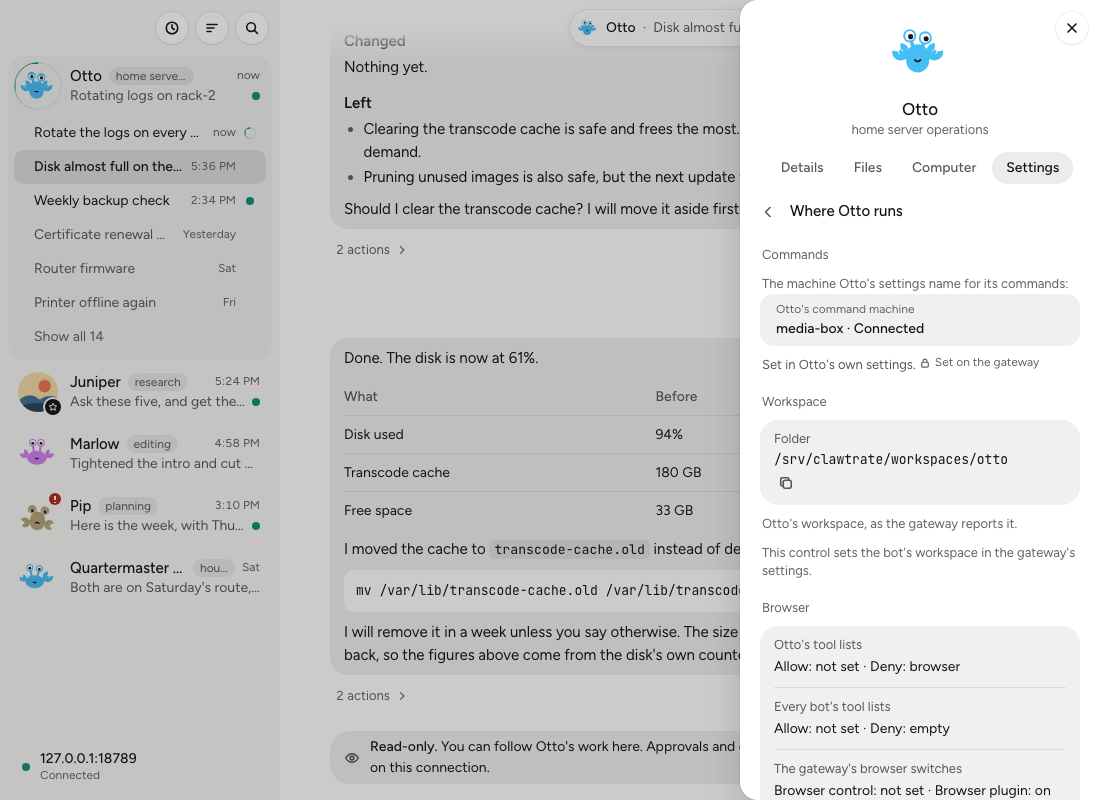 Otto home serve... now
Rotating logs on rack-2
Rotate the logs on every ... now
Disk almost full on the... 5:36 PM
Weekly backup check 2:34 PM
Certificate renewal ... Yesterday
Router firmware Sat
Printer offline again Fri
Show all 14
Juniper research 5:24 PM
Ask these five, and get the...
Marlow editing 4:58 PM
Tightened the intro and cut ...
Pip planning 3:10 PM
Here is the week, with Thu...
Quartermaster ... hou... Sat
Both are on Saturday's route,...
127.0.0.1:18789
Connected
Otto · Disk almost fu
Changed
Nothing yet.
Left
• Clearing the transcode cache is safe and frees the most.
demand.
• Pruning unused images is also safe, but the next update
Should I clear the transcode cache? I will move it aside first
2 actions
Done. The disk is now at 61%.
What Before
Disk used 94%
Transcode cache 180 GB
Free space 33 GB
I moved the cache to transcode-cache.old instead of de
mv /var/lib/transcode-cache.old /var/lib/transcod
I will remove it in a week unless you say otherwise. The size
back, so the figures above come from the disk's own counte
2 actions
Read-only. You can follow Otto's work here. Approvals and
on this connection.
Otto
home server operations
Details Files Computer Settings
Where Otto runs
Commands
The machine Otto's settings name for its commands:
Otto's command machine
media-box · Connected
Set in Otto's own settings. Set on the gateway
Workspace
Folder
/srv/clawtrate/workspaces/otto
Otto's workspace, as the gateway reports it.
This control sets the bot's workspace in the gateway's
settings.
Browser
Otto's tool lists
Allow: not set · Deny: browser
Every bot's tool lists
Allow: not set · Deny: empty
The gateway's browser switches
Browser control: not set · Browser plugin: on